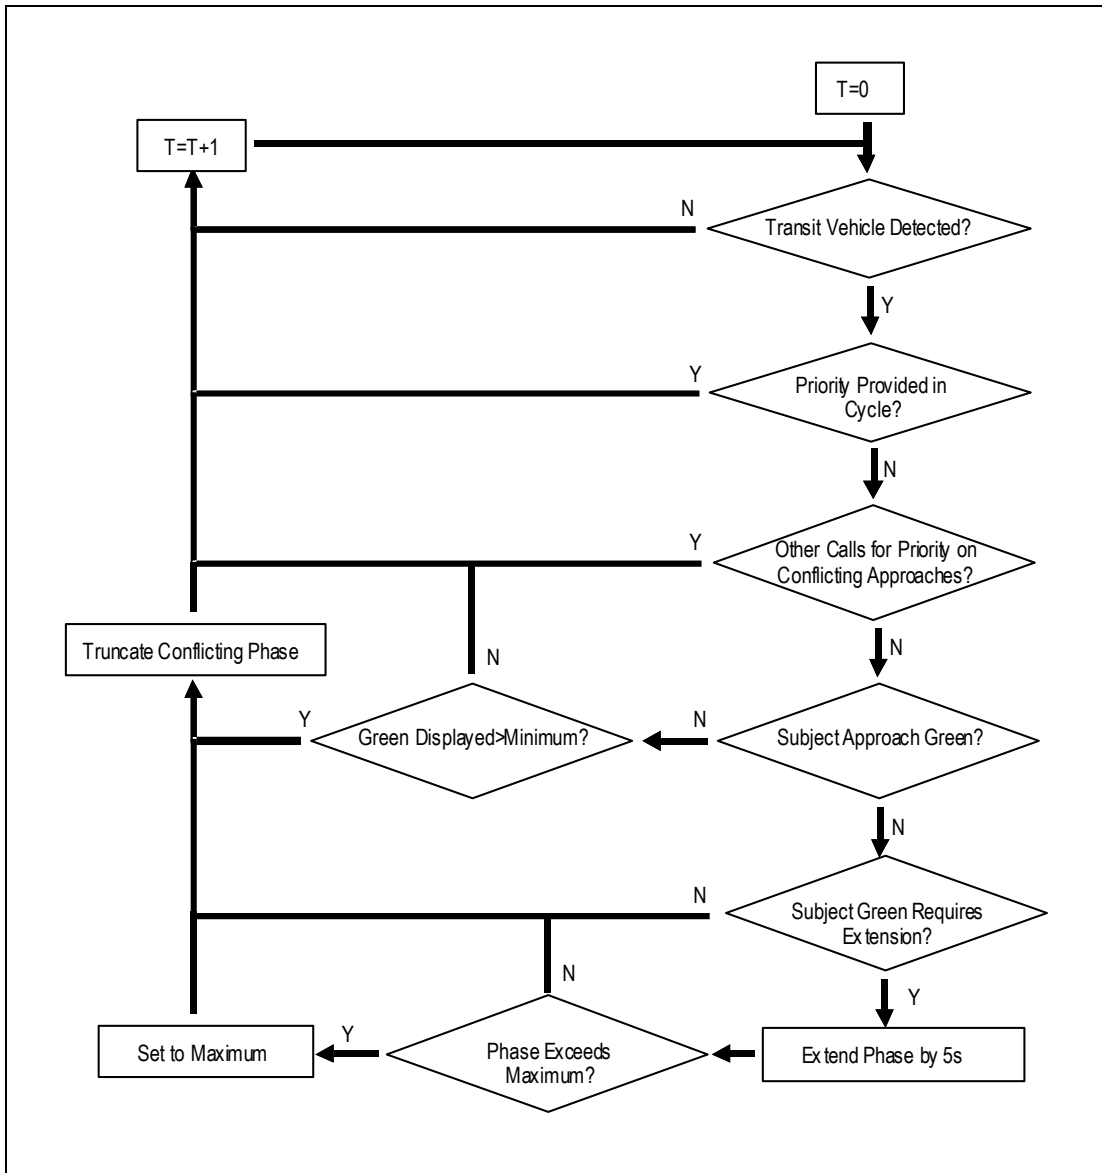 T=0
T=T+1
N
Transit Vehicle Detected?
Y
Y
Priority Provided in
Cycle?
N
Y
Other Calls for Priority on
Conflicting Approaches?
N
Truncate Conflicting Phase
N
Y
Green Displayed>Minimum?
N
Subject Approach Green?
N
N
Subject Green Requires
Extension?
N
Y
Y
Set to Maximum
Phase Exceeds
Maximum?
Extend Phase by 5s